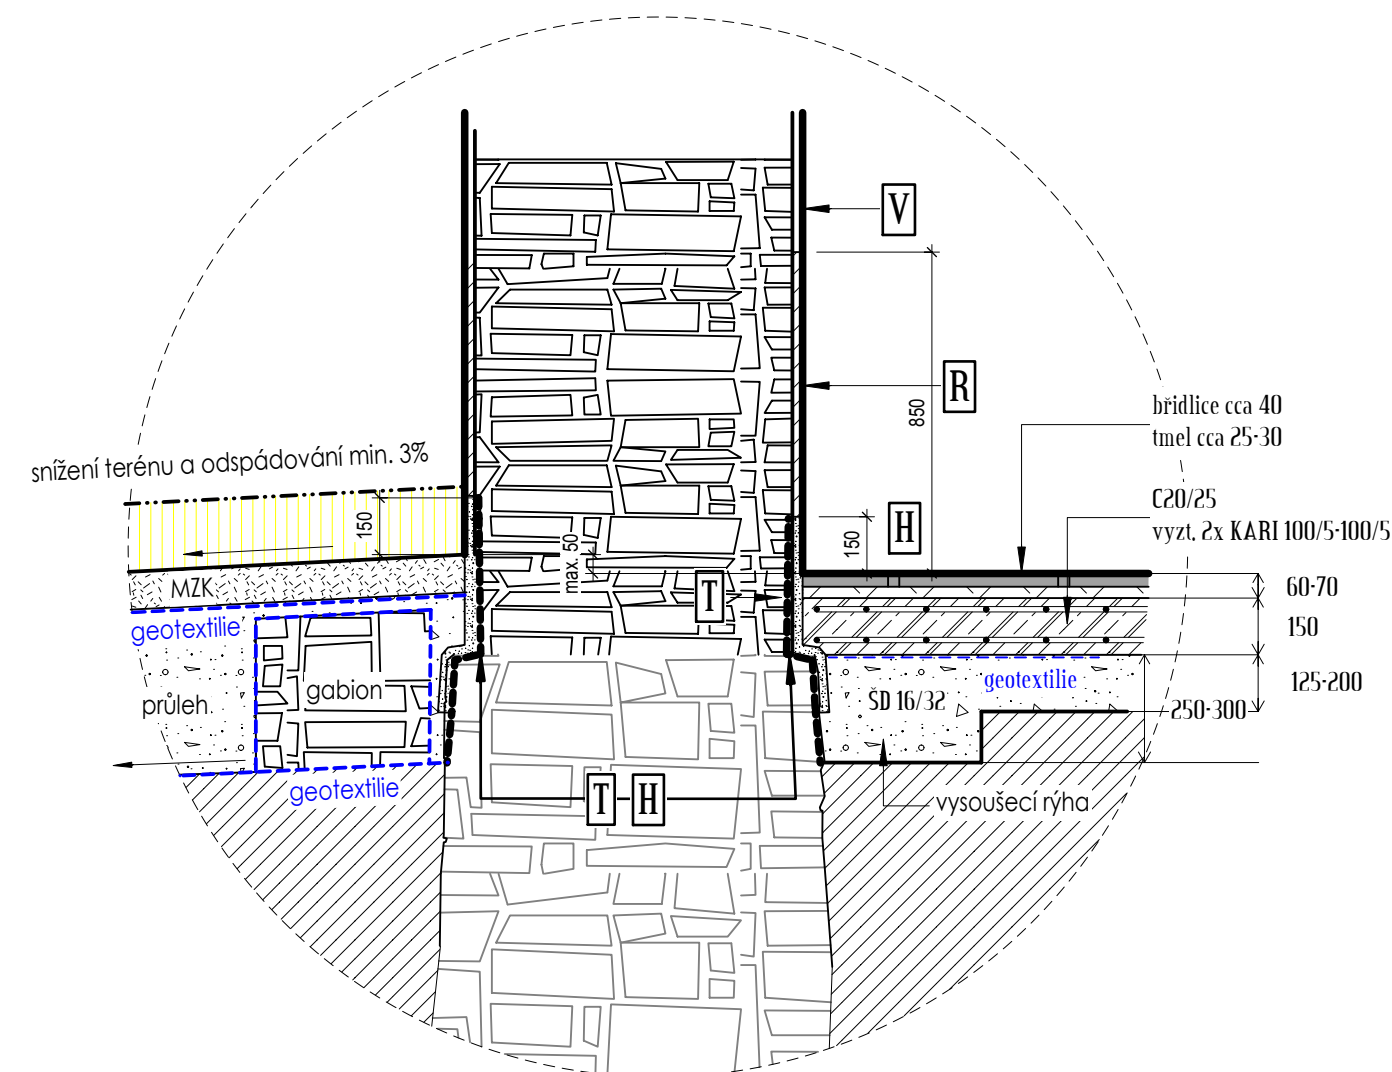 V
850
R
břidlice cca 40
tmel cca 25-30
snížení terénu a odspádování min. 3%
150
H
150
C20/25
vyzt, 2x KARI 100/5-100/5
max. 50
MZK
T
60-70
150
geotextilie
průleh.
gabion
geotextilie
ŠD 16/32
125-200
250-300
geotextilie
T
H
vysoušecí rýha